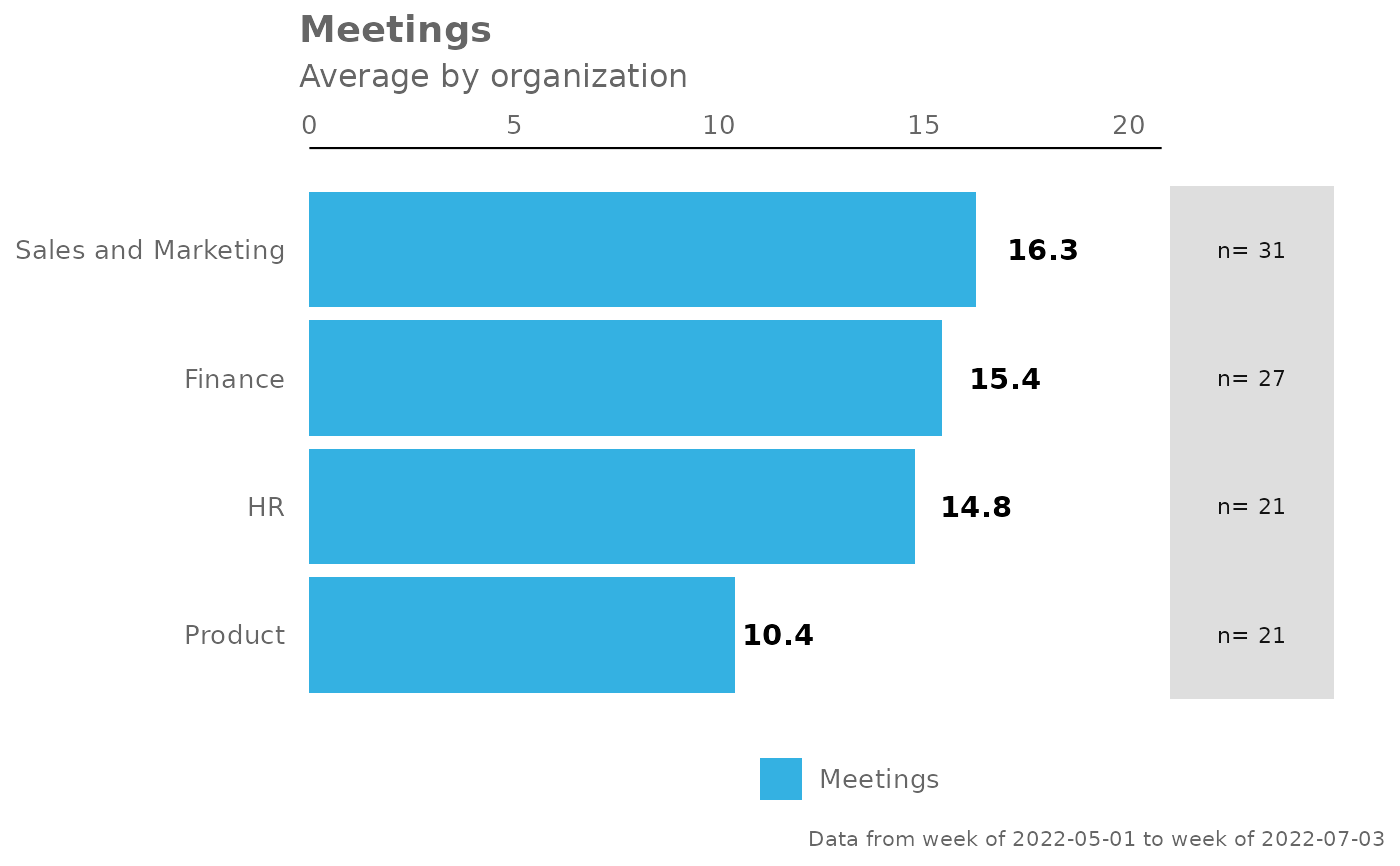 Meetings
Average by organization
0 5 10 15 20
Sales and Marketing 16.3 n= 31
Finance 15.4 n= 27
HR 14.8 n= 21
Product 10.4 n= 21
Meetings
Data from week of 2022-05-01 to week of 2022-07-03